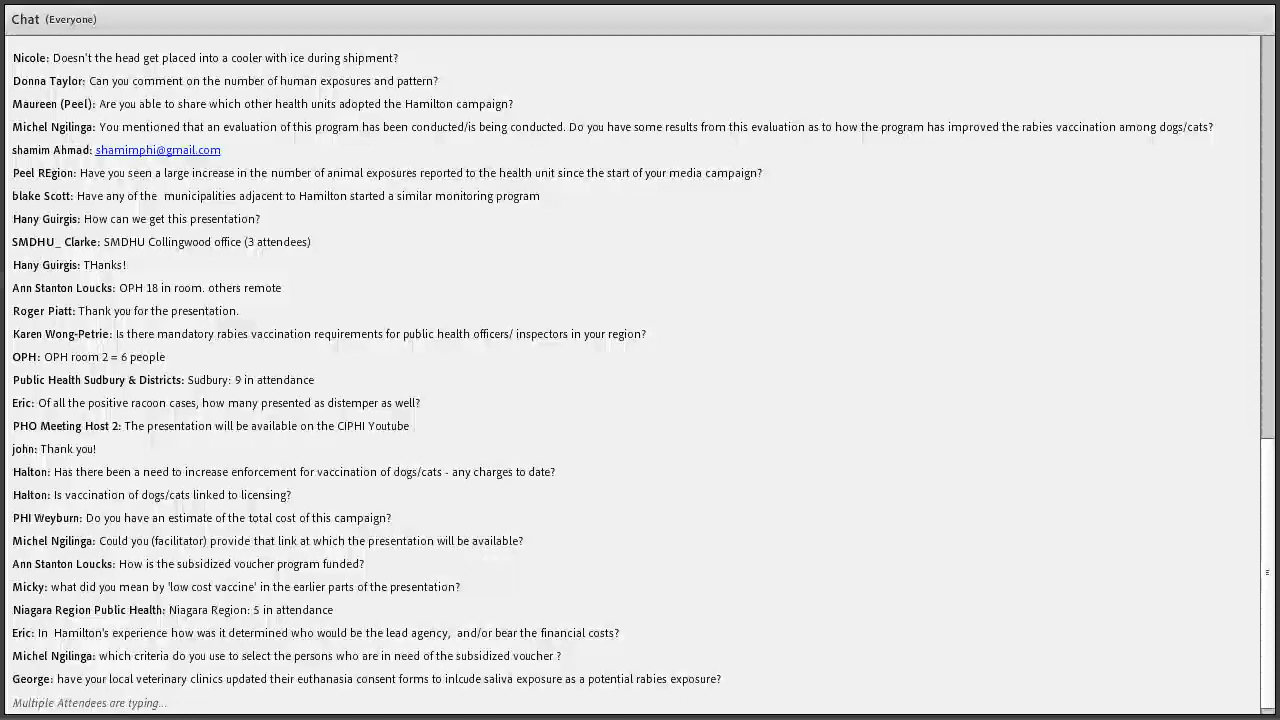 Chat (Everyone)
Nicole: Doesn't the head get placed into a cooler with ice during shipment?
Donna Taylor: Can you comment on the number of human exposures and pattern?
Maureen (Peel): Are you able to share which other health units adopted the Hamilton campaign?
Michel Ngilinga: You mentioned that an evaluation of this program has been conducted/is being conducted. Do you have some results from this evaluation as to how the program has improved the rabies vaccination among dogs/cats?
shamim Ahmad: shamimphi@gmail.com
Peel REgion: Have you seen a large increase in the number of animal exposures reported to the health unit since the start of your media campaign?
blake Scott: Have any of the  municipalities adjacent to Hamilton started a similar monitoring program
Hany Guirgis: How can we get this presentation?
SMDHU_ Clarke: SMDHU Collingwood office (3 attendees)
Hany Guirgis: THanks!
Ann Stanton Loucks: OPH 18 in room. others remote
Roger Piatt: Thank you for the presentation.
Karen Wong-Petrie: Is there mandatory rabies vaccination requirements for public health officers/ inspectors in your region?
OPH: OPH room 2 = 6 people
Public Health Sudbury & Districts: Sudbury: 9 in attendance
Eric: Of all the positive racoon cases, how many presented as distemper as well?
PHO Meeting Host 2: The presentation will be available on the CIPHI Youtube
john: Thank you!
Halton: Has there been a need to increase enforcement for vaccination of dogs/cats - any charges to date?
Halton: Is vaccination of dogs/cats linked to licensing?
PHI Weyburn: Do you have an estimate of the total cost of this campaign?
Michel Ngilinga: Could you (facilitator) provide that link at which the presentation will be available?
Ann Stanton Loucks: How is the subsidized voucher program funded?
Micky: what did you mean by 'low cost vaccine' in the earlier parts of the presentation?
Niagara Region Public Health: Niagara Region: 5 in attendance
Eric: In  Hamilton's experience how was it determined who would be the lead agency,  and/or bear the financial costs?
Michel Ngilinga: which criteria do you use to select the persons who are in need of the subsidized voucher ?
George: have your local veterinary clinics updated their euthanasia consent forms to inlcude saliva exposure as a potential rabies exposure?
Multiple Attendees are typing...